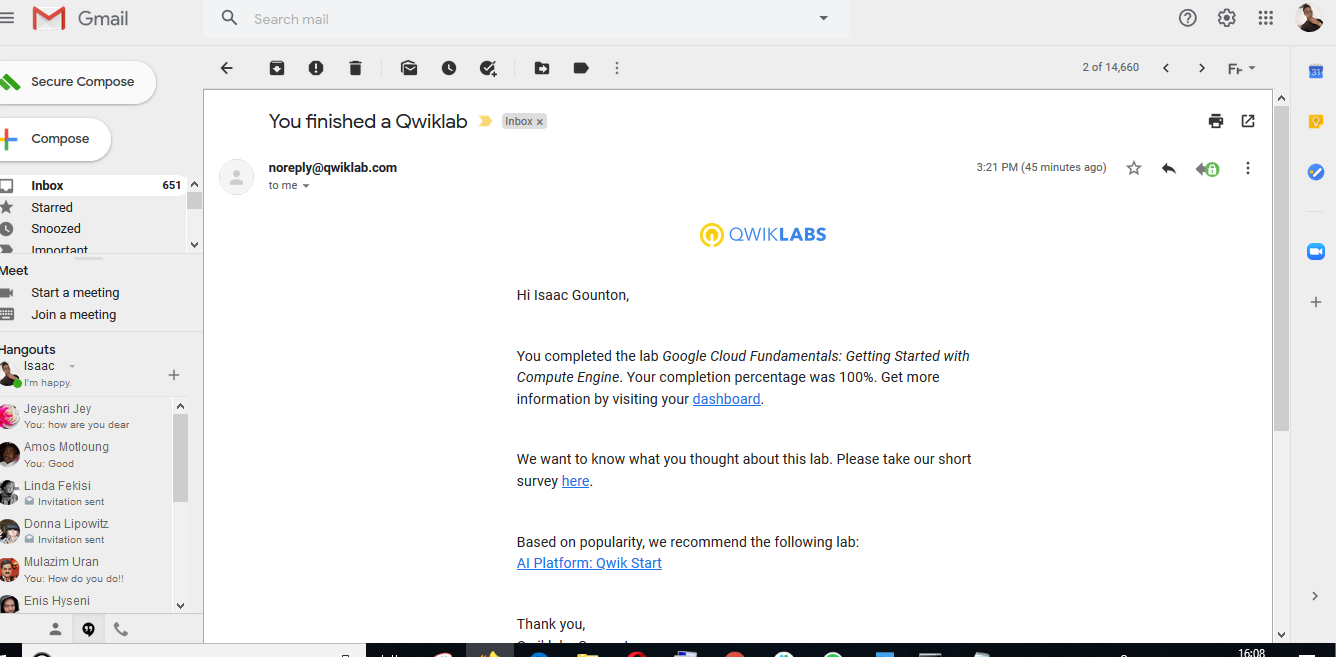 Gmail
Search mail
Secure Compose
Compose
Inbox 651
Starred
Snoozed
Important
Meet
Start a meeting
Join a meeting
Hangouts
Isaac
I'm happy.
Jeyashri Jey
You: how are you dear
Amos Motloung
You: Good
Linda Fekisi
Invitation sent
Donna Lipowitz
Invitation sent
Mulazim Uran
You: How do you do!!
Enis Hyseni
2 of 14,660
You finished a Qwiklab
Inbox x
noreply@qwiklab.com
to me
3:21 PM (45 minutes ago)
QWIKLABS
Hi Isaac Gounton,
You completed the lab Google Cloud Fundamentals: Getting Started with
Compute Engine. Your completion percentage was 100%. Get more
information by visiting your dashboard.
We want to know what you thought about this lab. Please take our short
survey here.
Based on popularity, we recommend the following lab:
AI Platform: Qwik Start
Thank you,
31
16:08